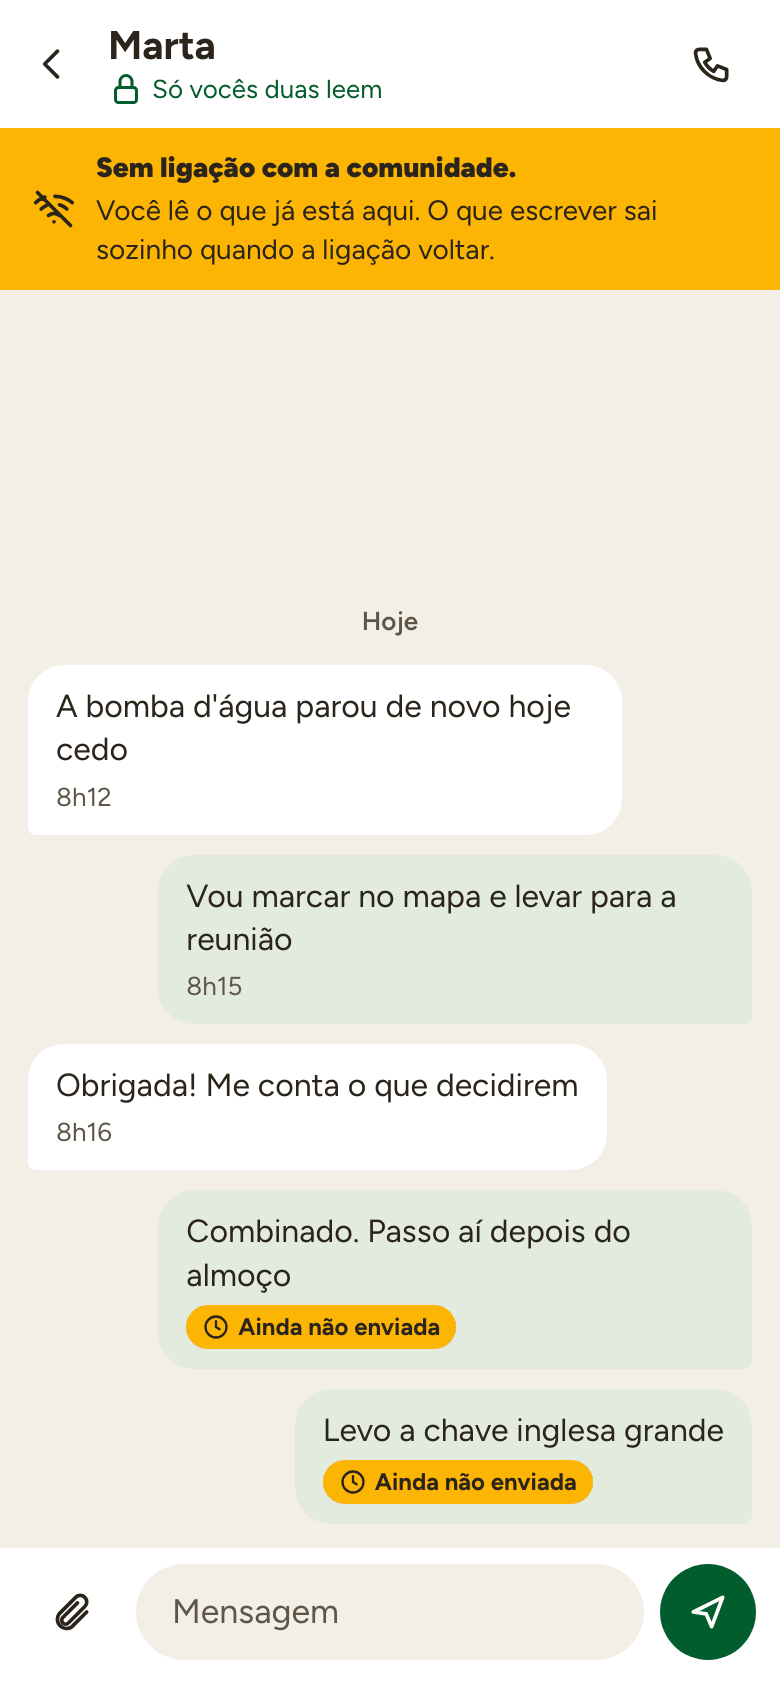 Marta
Só vocês duas leem
Sem ligação com a comunidade.
Você lê o que já está aqui. O que escrever sai
sozinho quando a ligação voltar.
Hoje
A bomba d'água parou de novo hoje
cedo
8h12
Vou marcar no mapa e levar para a
reunião
8h15
Obrigada! Me conta o que decidirem
8h16
Combinado. Passo aí depois do
almoço
Ainda não enviada
Levo a chave inglesa grande
Ainda não enviada
Mensagem